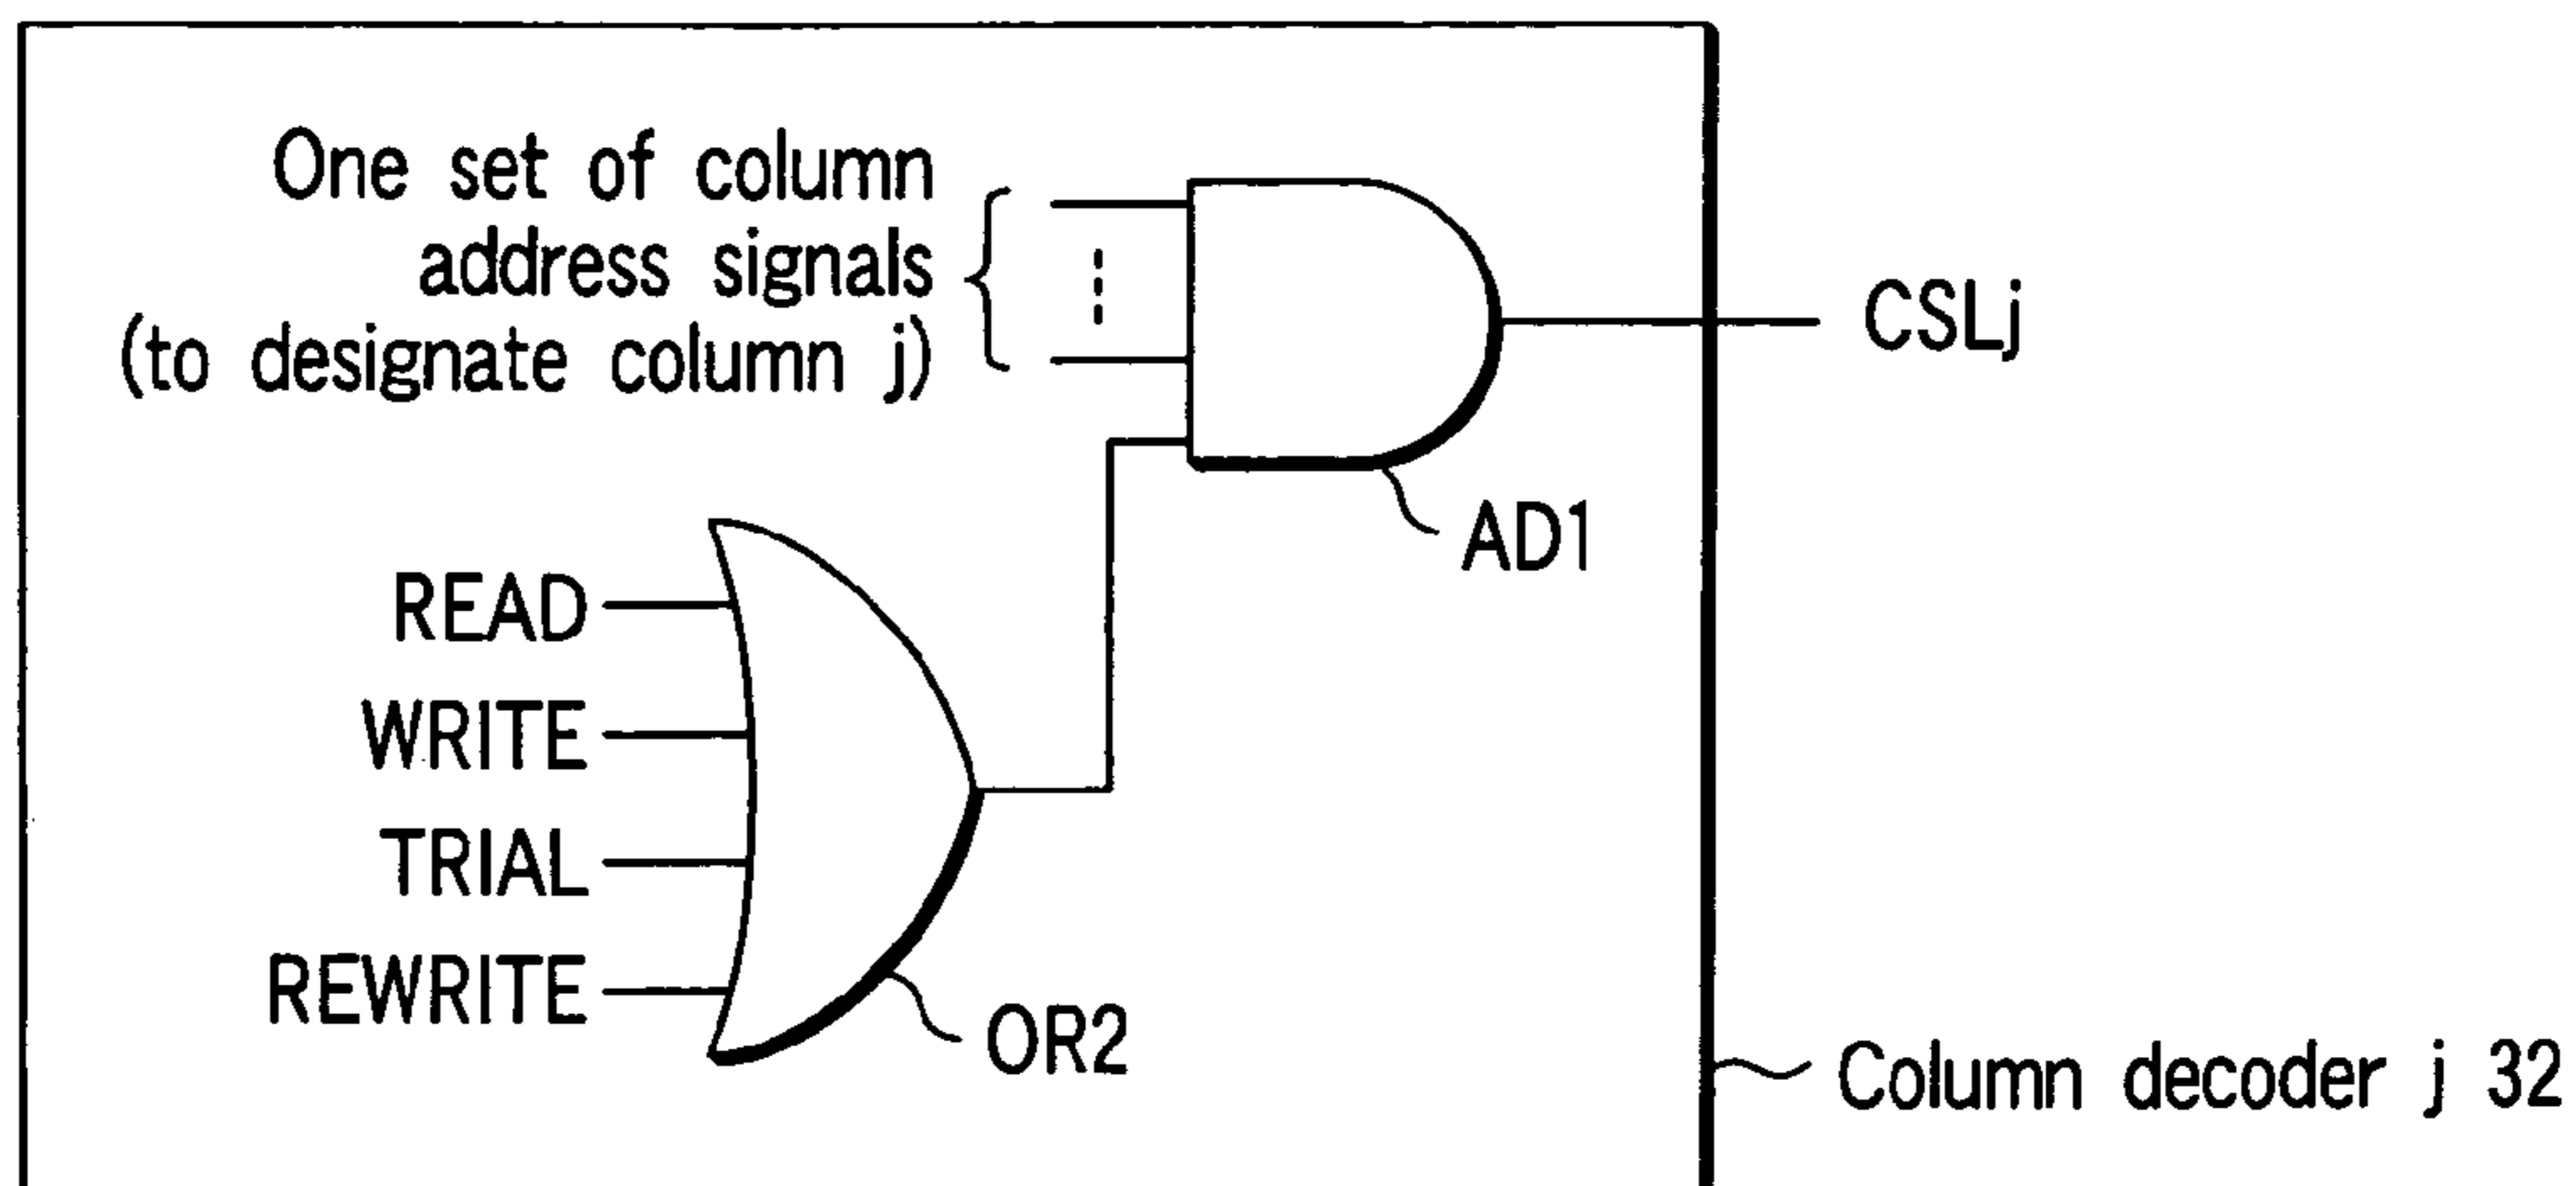 One set of column
address signals
(to designate column j)
CSLj
AD1
READ
WRITE
TRIAL
REWRITE
OR2
Column decoder j 32